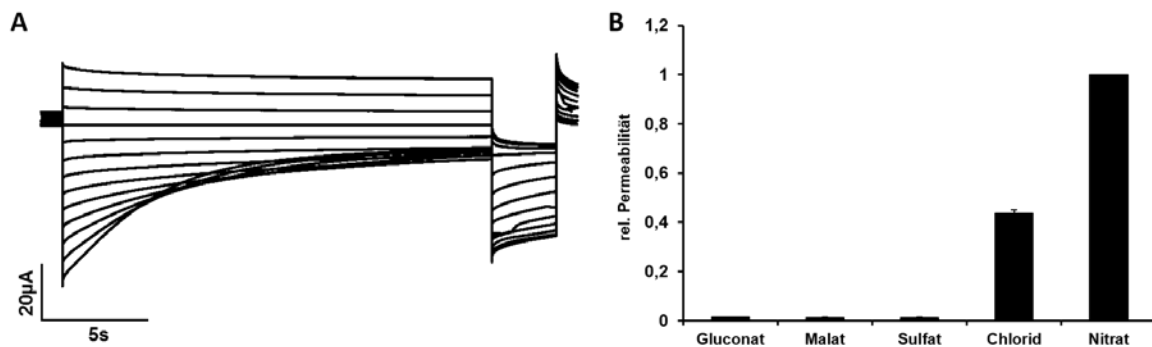 A
20µA
5s
B
rel. Permeabilität
1,2
1
0,8
0,6
0,4
0,2
0
Gluconat Malat Sulfat Chlorid Nitrat